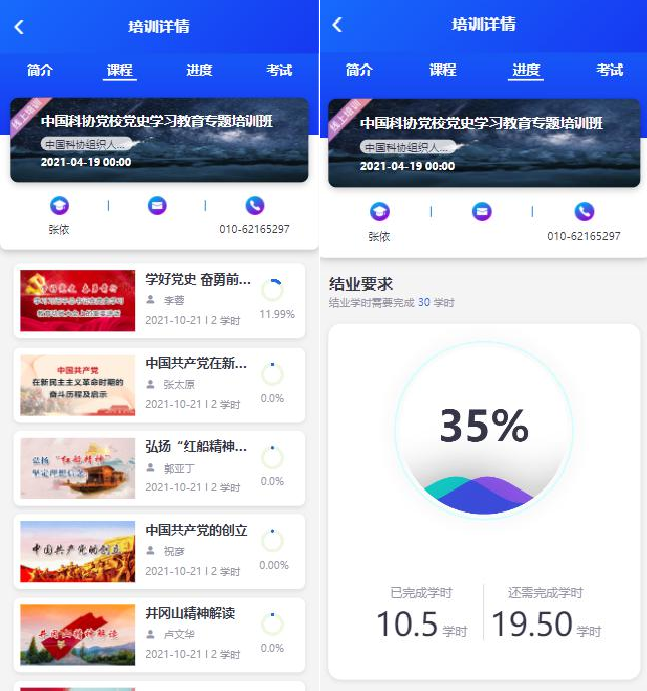 培训详情
简介
课程
进度
考试
线上培训
中国科协党校党史学习教育专题培训班
中国科协组织人...
2021-04-19 00:00
张依
010-62165297
学好党史 奋勇前...
李蓉
2021-10-21 | 2 学时
11.99%
中国共产党
在新民主主义革命时期的
奋斗历程及启示
中国共产党在新...
张太原
2021-10-21 | 2 学时
0.0%
弘扬“红船精神”
坚定理想信念
弘扬“红船精神...
郭亚丁
2021-10-21 | 2 学时
0.0%
中国共产党的创立
中国共产党的创立
祝彦
2021-10-21 | 2 学时
0.00%
井冈山精神解读
井冈山精神解读
卢文华
2021-10-21 | 2 学时
0.0%
培训详情
简介
课程
进度
考试
线上培训
中国科协党校党史学习教育专题培训班
中国科协组织人...
2021-04-19 00:00
张依
010-62165297
结业要求
结业学时需要完成 30 学时
35%
已完成学时
10.5 学时
还需完成学时
19.50 学时